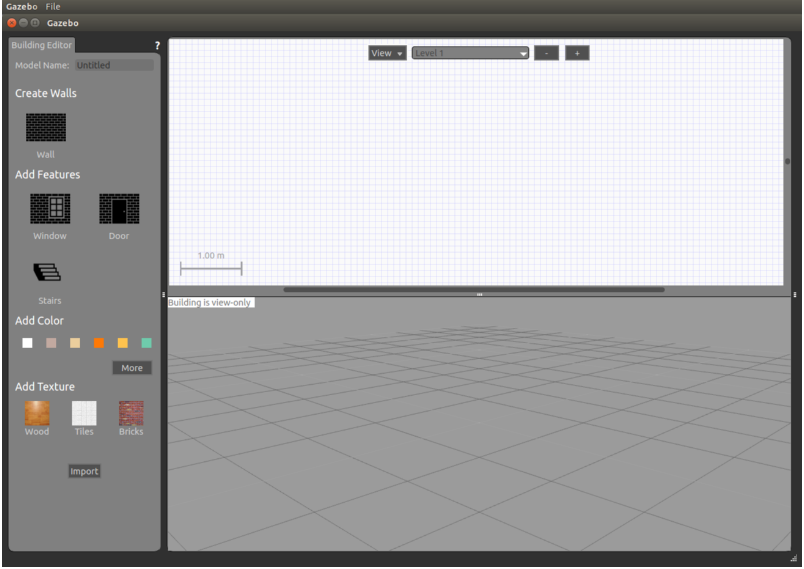 Gazebo File
Gazebo
Building Editor
?
Model Name: Untitled
Create Walls
Wall
Add Features
Window Door
Stairs
Add Color
More
Add Texture
Wood Tiles Bricks
Import
View Level 1 - +
1.00 m
Building is view-only